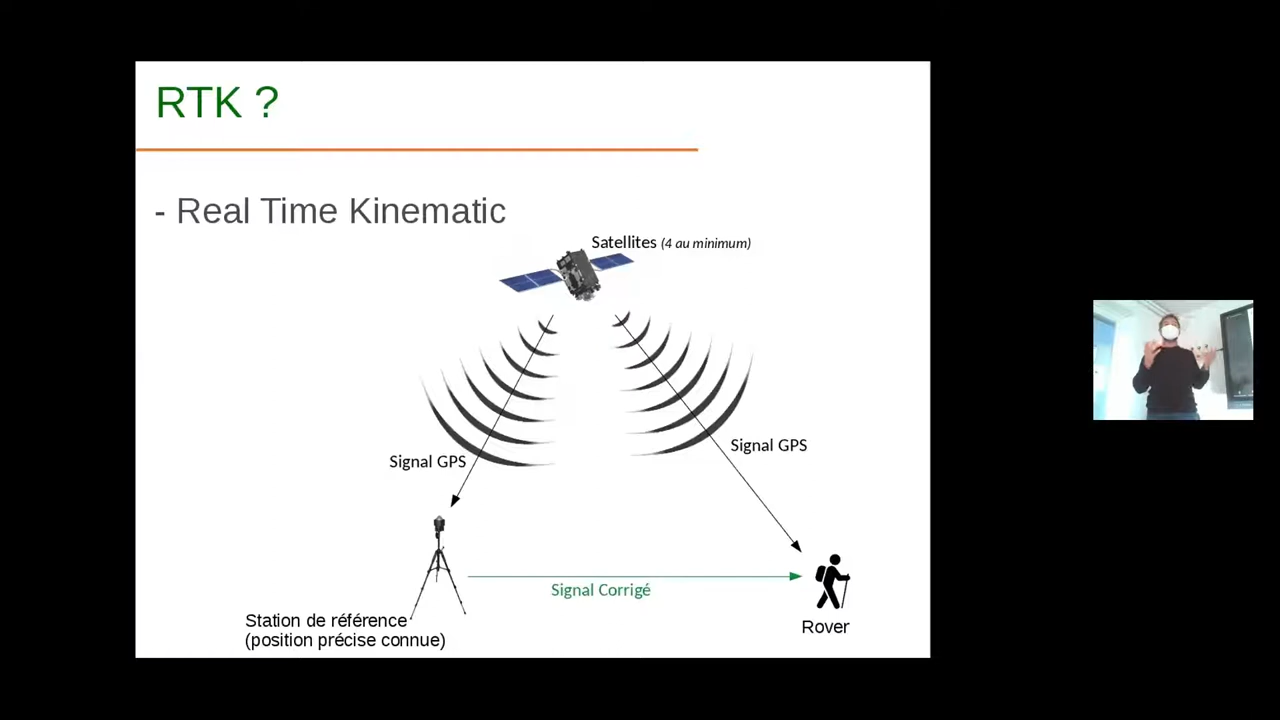 RTK ?
- Real Time Kinematic
Satellites (4 au minimum)
Signal GPS
Signal GPS
Signal Corrigé
Station de référence
(position précise connue)
Rover